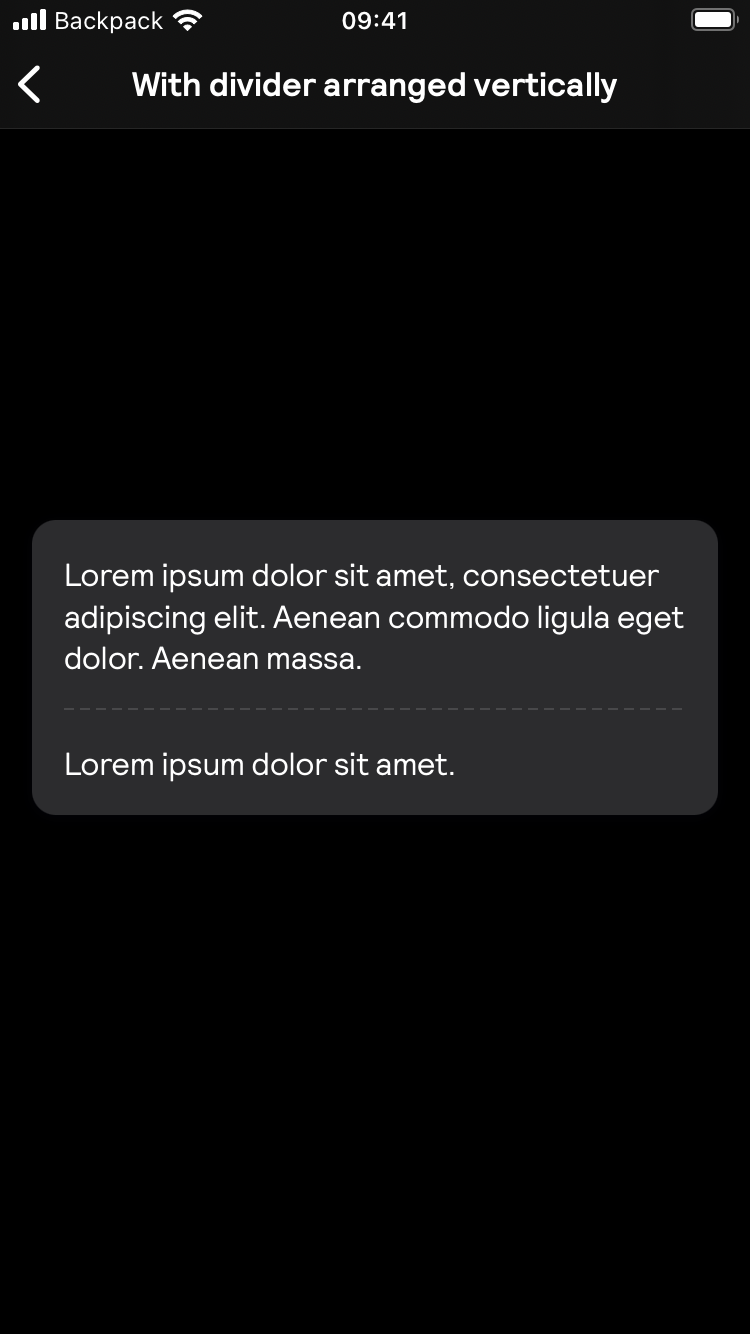 Backpack 09:41
With divider arranged vertically
Lorem ipsum dolor sit amet, consectetuer
adipiscing elit. Aenean commodo ligula eget
dolor. Aenean massa.
Lorem ipsum dolor sit amet.